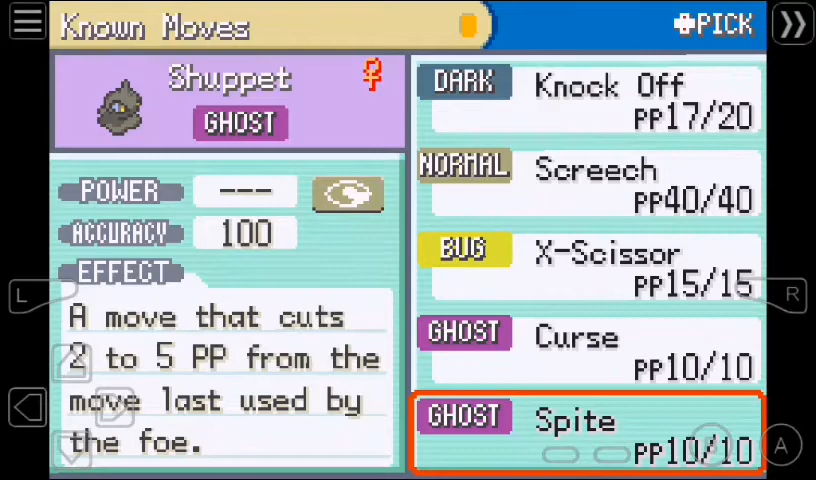 Known Moves
PICK
Shuppet ♀
GHOST
POWER ---
ACCURACY 100
EFFECT
A move that cuts
2 to 5 PP from the
move last used by
the foe.
DARK Knock Off
PP17/20
NORMAL Screech
PP40/40
BUG X-Scissor
PP15/15
GHOST Curse
PP10/10
GHOST Spite
PP10/10
L
R
A